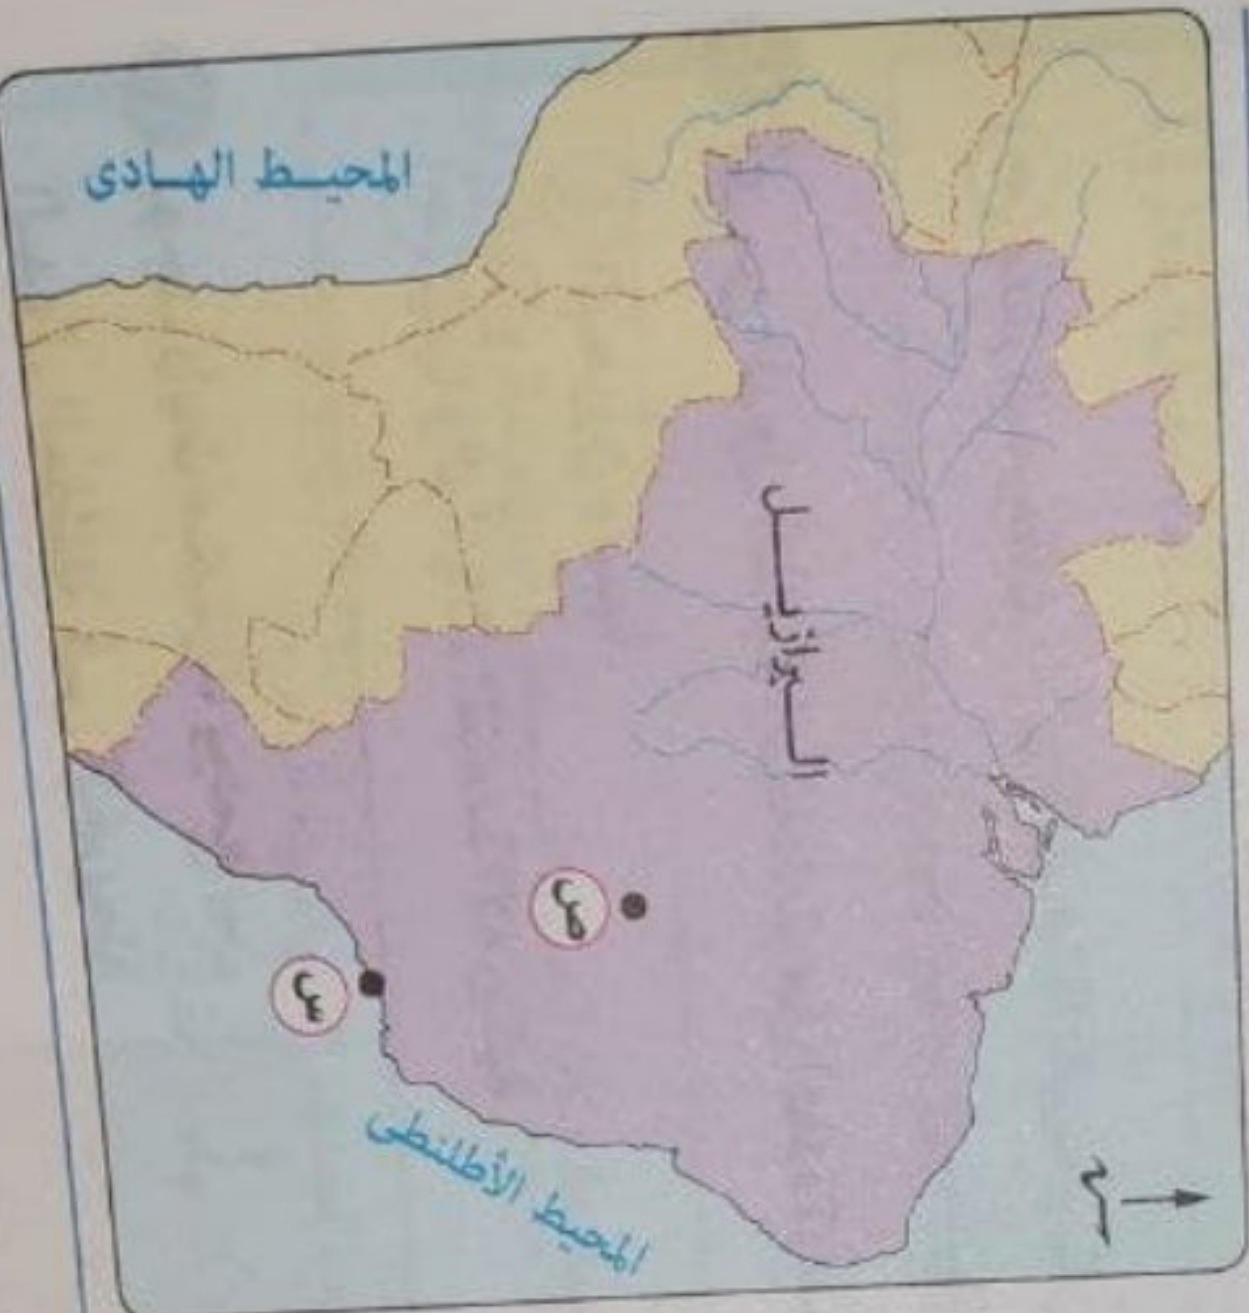 المحيط الهادى
البرازيل
ص
س
المحيط الأطلنطى